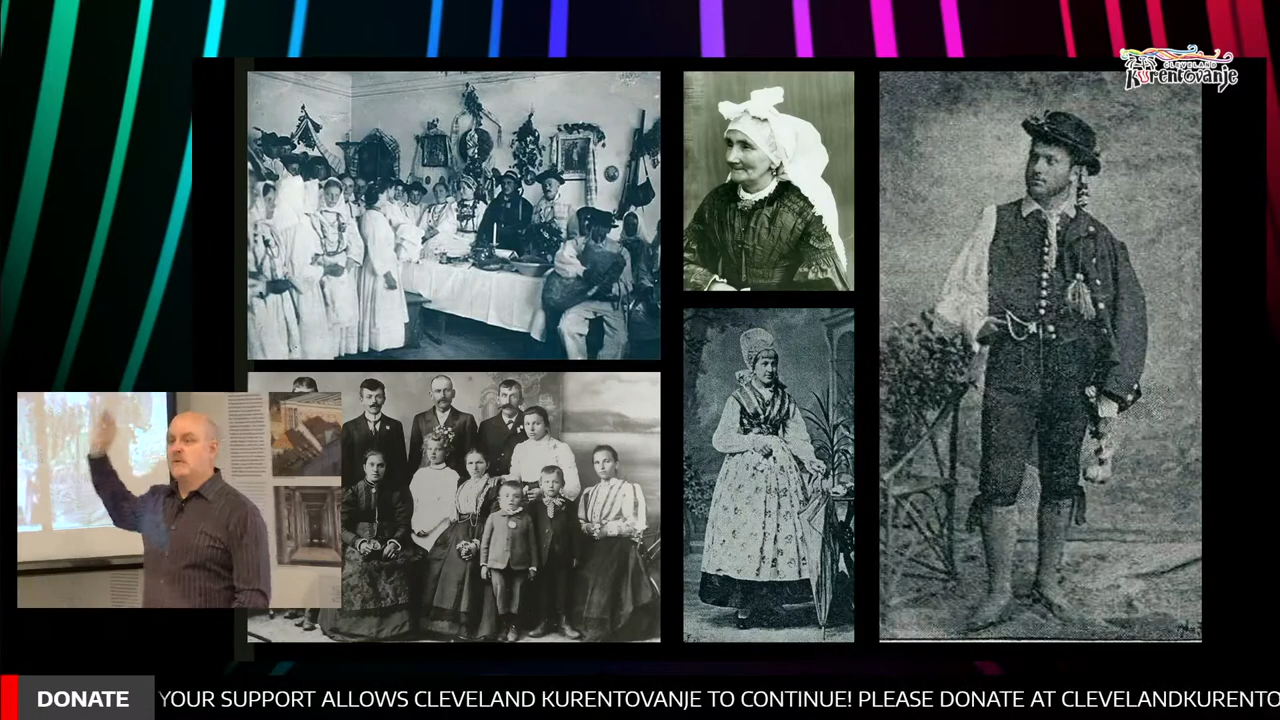 CLEVELAND
Kurentovanje
DONATE
YOUR SUPPORT ALLOWS CLEVELAND KURENTOVANJE TO CONTINUE! PLEASE DONATE AT CLEVELANDKURENTO